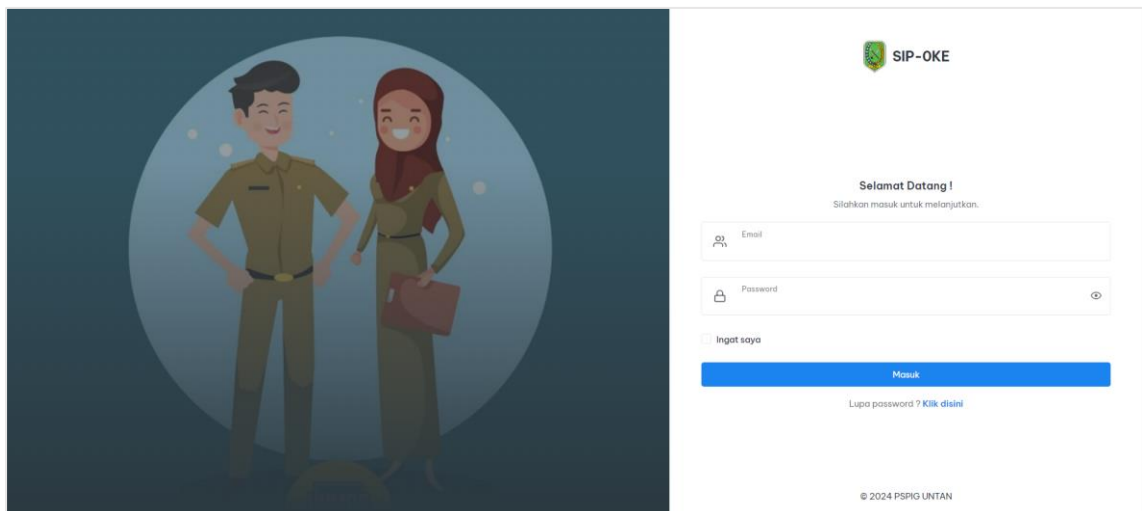 SIP-OKE
Selamat Datang !
Silahkan masuk untuk melanjutkan.
Email
Password
Ingat saya
Masuk
Lupa password ? Klik disini
© 2024 PSPIG UNTAN